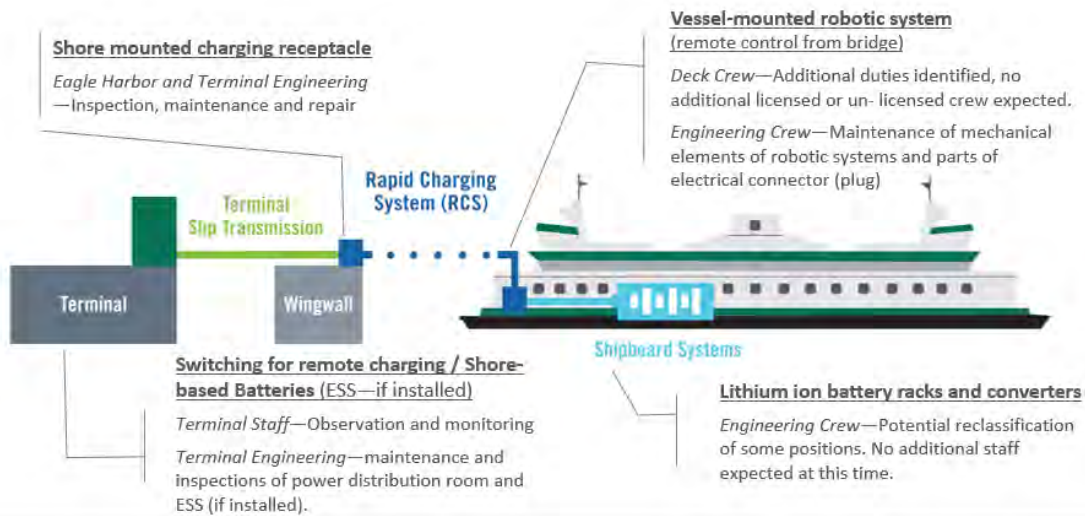 Shore mounted charging receptacle
Eagle Harbor and Terminal Engineering
—Inspection, maintenance and repair
Vessel-mounted robotic system
(remote control from bridge)
Deck Crew—Additional duties identified, no
additional licensed or un- licensed crew expected.
Engineering Crew—Maintenance of mechanical
elements of robotic systems and parts of
electrical connector (plug)
Terminal
Slip Transmission
Rapid Charging
System (RCS)
Terminal
Wingwall
Shipboard Systems
Switching for remote charging / Shore-
based Batteries (ESS—if installed)
Terminal Staff—Observation and monitoring
Terminal Engineering—maintenance and
inspections of power distribution room and
ESS (if installed).
Lithium ion battery racks and converters
Engineering Crew—Potential reclassification
of some positions. No additional staff
expected at this time.